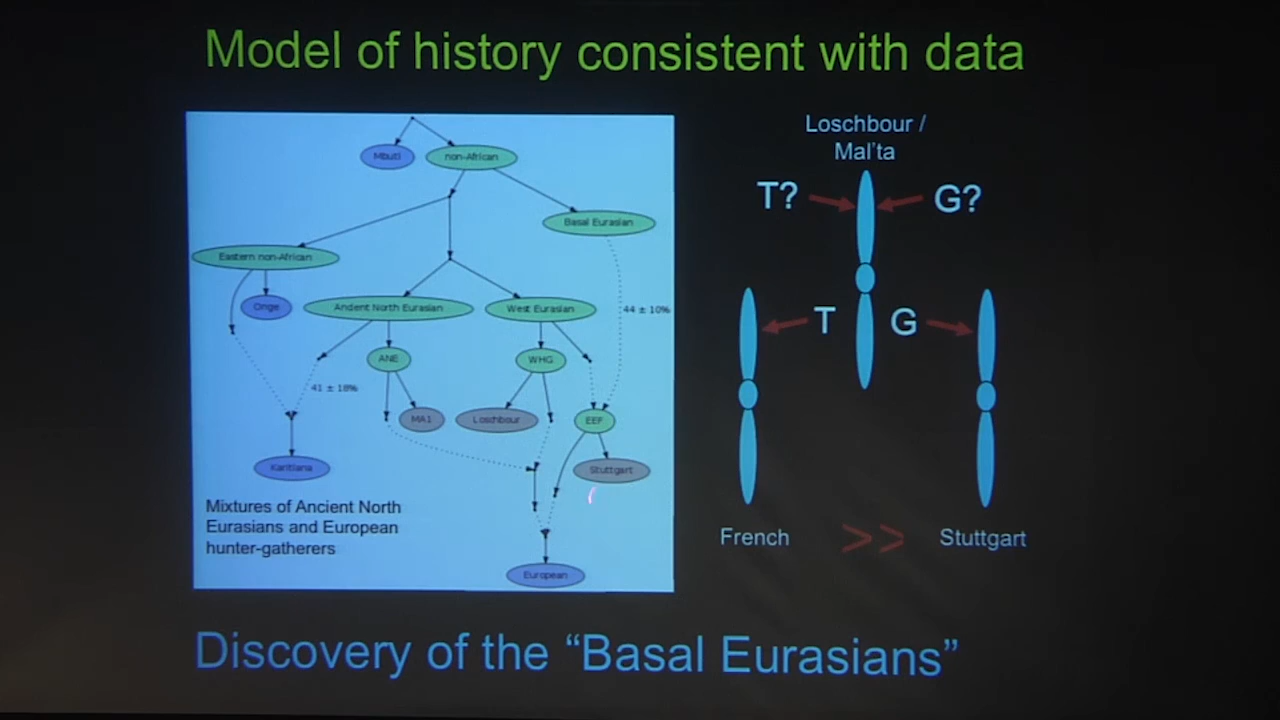 Model of history consistent with data
Mbuti
non-African
Basal Eurasian
Eastern non-African
Onge
Ancient North Eurasian
West Eurasian
44 ± 10%
ANE
WHG
41 ± 18%
MA1
Loschbour
EEF
Karitiana
Stuttgart
Mixtures of Ancient North
Eurasians and European
hunter-gatherers
European
Loschbour /
Mal'ta
T?
G?
T
G
French
>>
Stuttgart
Discovery of the “Basal Eurasians”